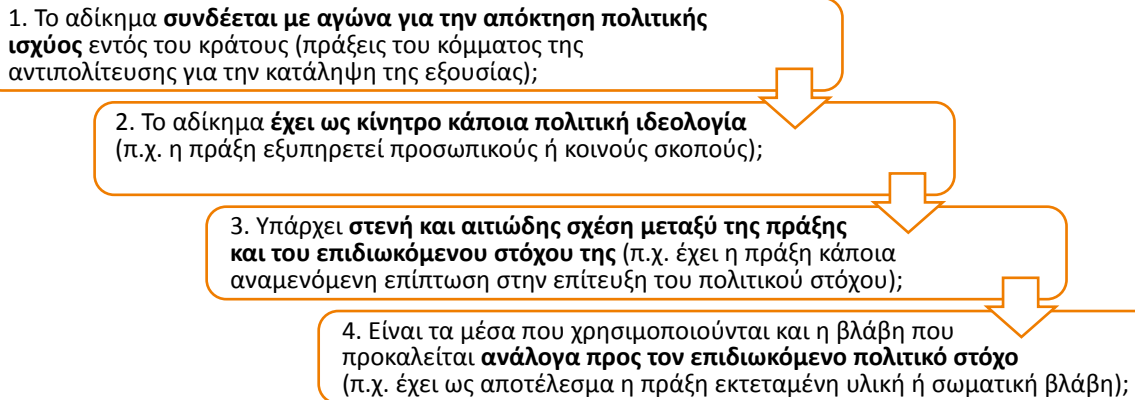 1. Το αδίκημα συνδέεται με αγώνα για την απόκτηση πολιτικής
ισχύος εντός του κράτους (πράξεις του κόμματος της
αντιπολίτευσης για την κατάληψη της εξουσίας);
2. Το αδίκημα έχει ως κίνητρο κάποια πολιτική ιδεολογία
(π.χ. η πράξη εξυπηρετεί προσωπικούς ή κοινούς σκοπούς);
3. Υπάρχει στενή και αιτιώδης σχέση μεταξύ της πράξης
και του επιδιωκόμενου στόχου της (π.χ. έχει η πράξη κάποια
αναμενόμενη επίπτωση στην επίτευξη του πολιτικού στόχου);
4. Είναι τα μέσα που χρησιμοποιούνται και η βλάβη που
προκαλείται ανάλογα προς τον επιδιωκόμενο πολιτικό στόχο
(π.χ. έχει ως αποτέλεσμα η πράξη εκτεταμένη υλική ή σωματική βλάβη);